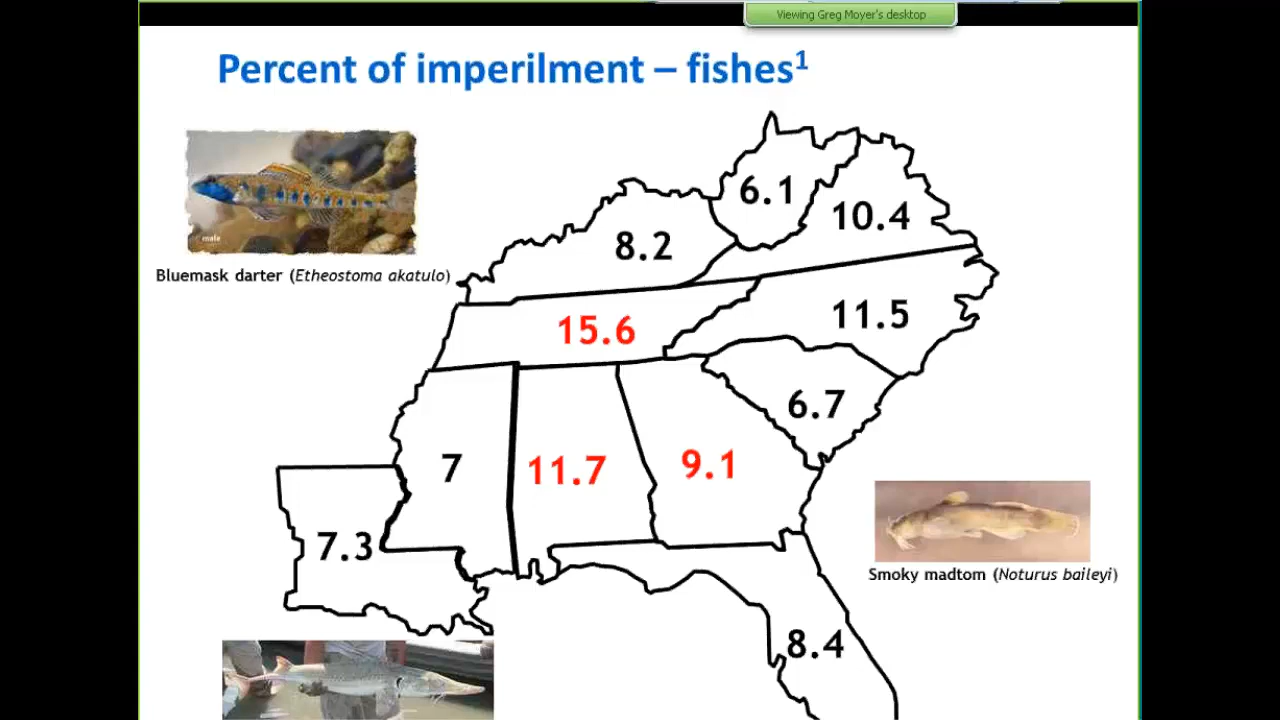 Viewing Greg Moyer's desktop
Percent of imperilment – fishes1
6.1
10.4
8.2
male
Bluemask darter (Etheostoma akatulo)
11.5
15.6
6.7
7
11.7
9.1
7.3
Smoky madtom (Noturus baileyi)
8.4